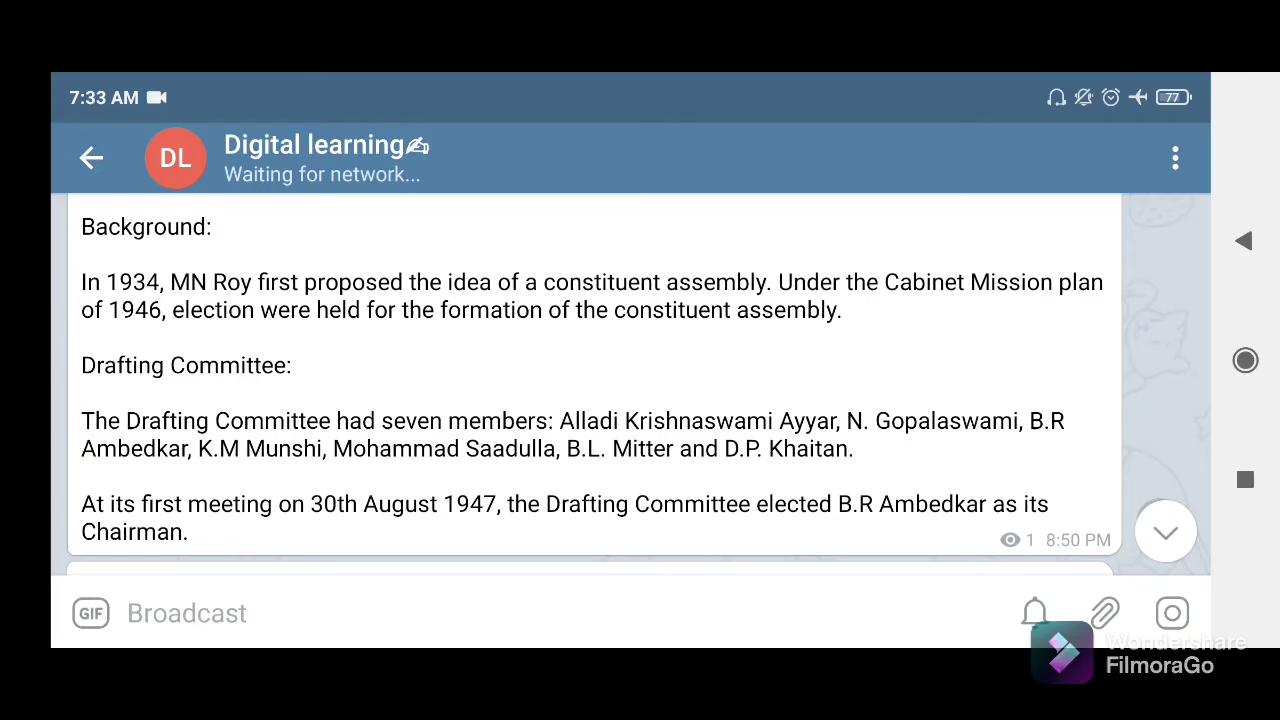 7:33 AM
77
DL
Digital learning✍
Waiting for network...
Background:
In 1934, MN Roy first proposed the idea of a constituent assembly. Under the Cabinet Mission plan
of 1946, election were held for the formation of the constituent assembly.
Drafting Committee:
The Drafting Committee had seven members: Alladi Krishnaswami Ayyar, N. Gopalaswami, B.R
Ambedkar, K.M Munshi, Mohammad Saadulla, B.L. Mitter and D.P. Khaitan.
At its first meeting on 30th August 1947, the Drafting Committee elected B.R Ambedkar as its
Chairman.
1 8:50 PM
GIF Broadcast
Wondershare
FilmoraGo